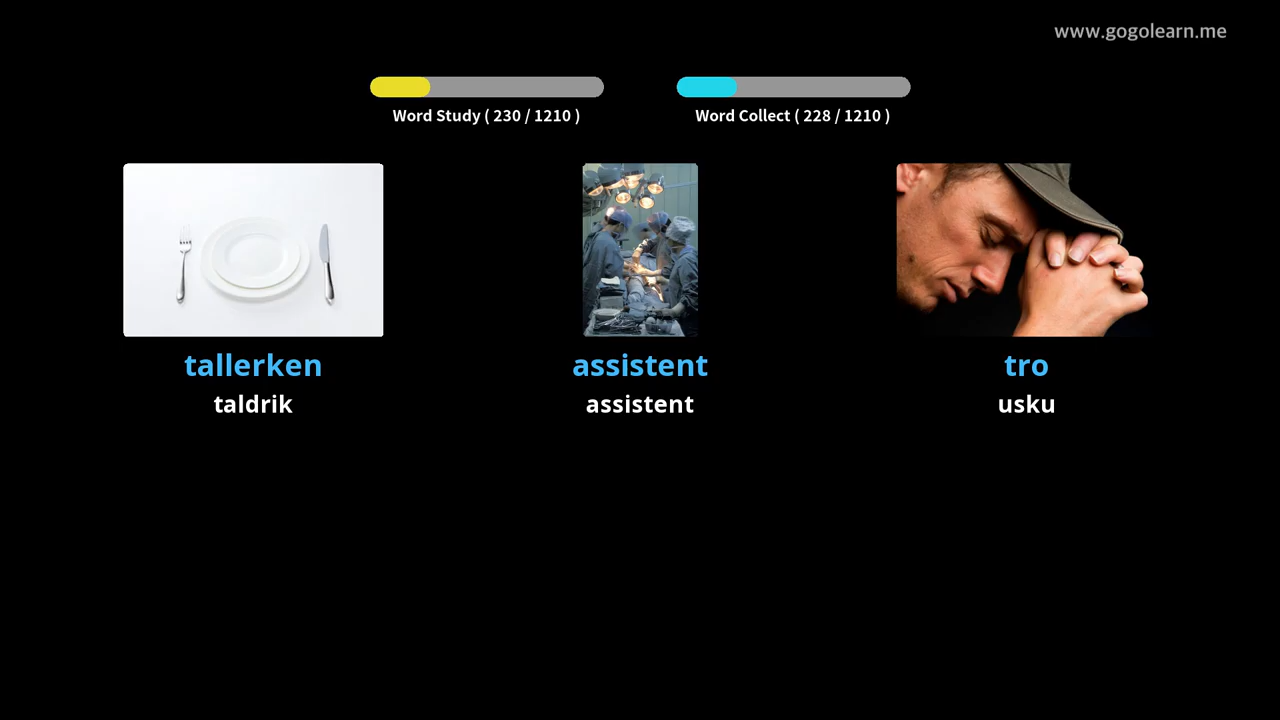 www.gogolearn.me
Word Study ( 230 / 1210 )
Word Collect ( 228 / 1210 )
tallerken
taldrik
assistent
assistent
tro
usku